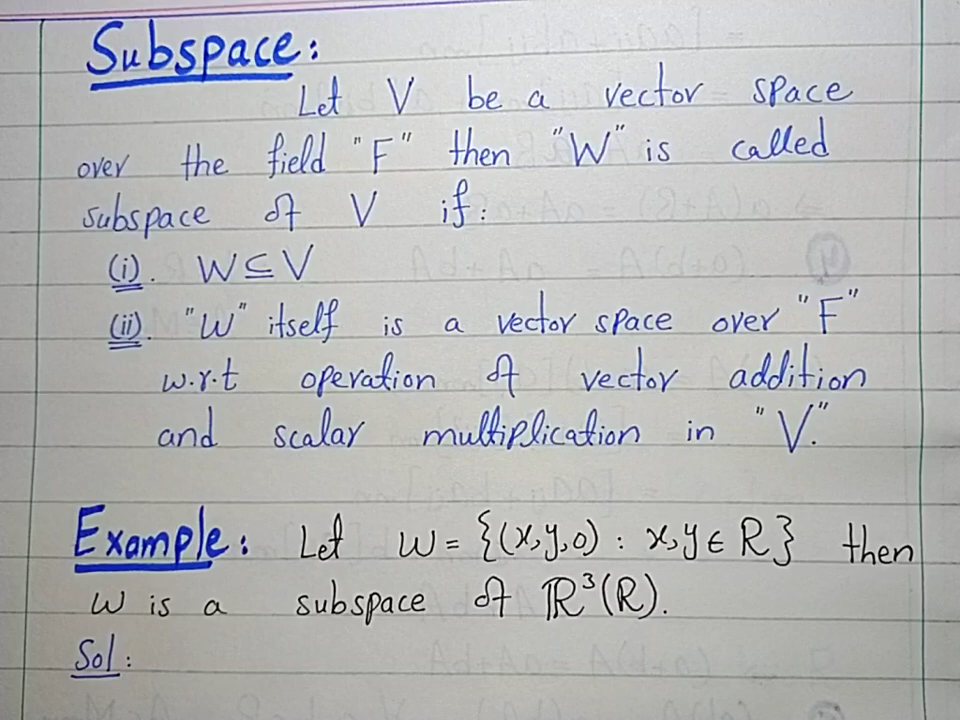 Subspace:
Let V be a vector space
over the field "F" then "W" is called
subspace of V if:
(i). W ⊆ V
(ii). "W" itself is a vector space over "F"
w.r.t operation of vector addition
and scalar multiplication in "V."
Example: Let W = {(x,y,0) : x,y ∈ R} then
W is a subspace of ℝ³(R).
Sol: